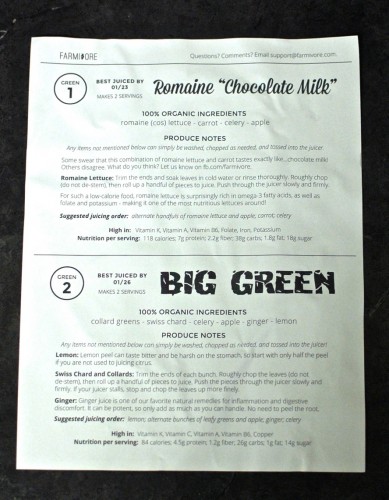 FARMIVORE
Questions? Comments? Email support@farmivore.com
GREEN
1
BEST JUICED BY
01/23
MAKES 2 SERVINGS
Romaine "Chocolate Milk"
100% ORGANIC INGREDIENTS
romaine (cos) lettuce - carrot - celery - apple
PRODUCE NOTES
Any items not mentioned below can simply be washed, chopped as needed, and tossed into the juicer.
Some swear that this combination of romaine lettuce and carrot tastes exactly like...chocolate milk!
Others disagree. What do you think? Let us know on fb.com/farmivore.
Romaine Lettuce: Trim the ends and soak leaves in cold water or rinse thoroughly. Roughly chop
(do not de-stem), then roll up a handful of pieces to juice. Push the juicer through slowly and firmly.
For such a low-calorie food, romaine lettuce is surprisingly rich in omega-3 fatty acids, as well as
folate and potassium - making it one of the most nutritious lettuces around!
Suggested juicing order: alternate handfuls of romaine lettuce and apple; carrot; celery
High in: Vitamin K, Vitamin A, Vitamin B6, Folate, Iron, Potassium
Nutrition per serving: 118 calories; 7g protein; 2.2g fiber; 38g carbs; 1.8g fat; 18g sugar
GREEN
2
BEST JUICED BY
01/26
MAKES 2 SERVINGS
BIG GREEN
100% ORGANIC INGREDIENTS
collard greens - swiss chard - celery - apple - ginger - lemon
PRODUCE NOTES
Any items not mentioned below can simply be washed, chopped as needed, and tossed into the juicer.
Lemon: Lemon peel can taste bitter and be harsh on the stomach, so start with only half the peel
if you are not used to juicing citrus.
Swiss Chard and Collards: Trim the ends of each bunch. Roughly chop the leaves (do not
de-stem), then roll up a handful of pieces to juice. Push the pieces through the juicer slowly and
firmly. If your juicer stalls, stop and chop the leaves up more finely.
Ginger: Ginger juice is one of our favorite natural remedies for inflammation and digestive
discomfort. It can be potent, so only add as much as you can handle. No need to peel the root.
Suggested juicing order: lemon; alternate bunches of leafy greens and apple; ginger; celery
High in: Vitamin K, Vitamin C, Vitamin A, Vitamin B6, Copper
Nutrition per serving: 84 calories; 4.5g protein; 1.2g fiber; 26g carbs; 1g fat; 14g sugar